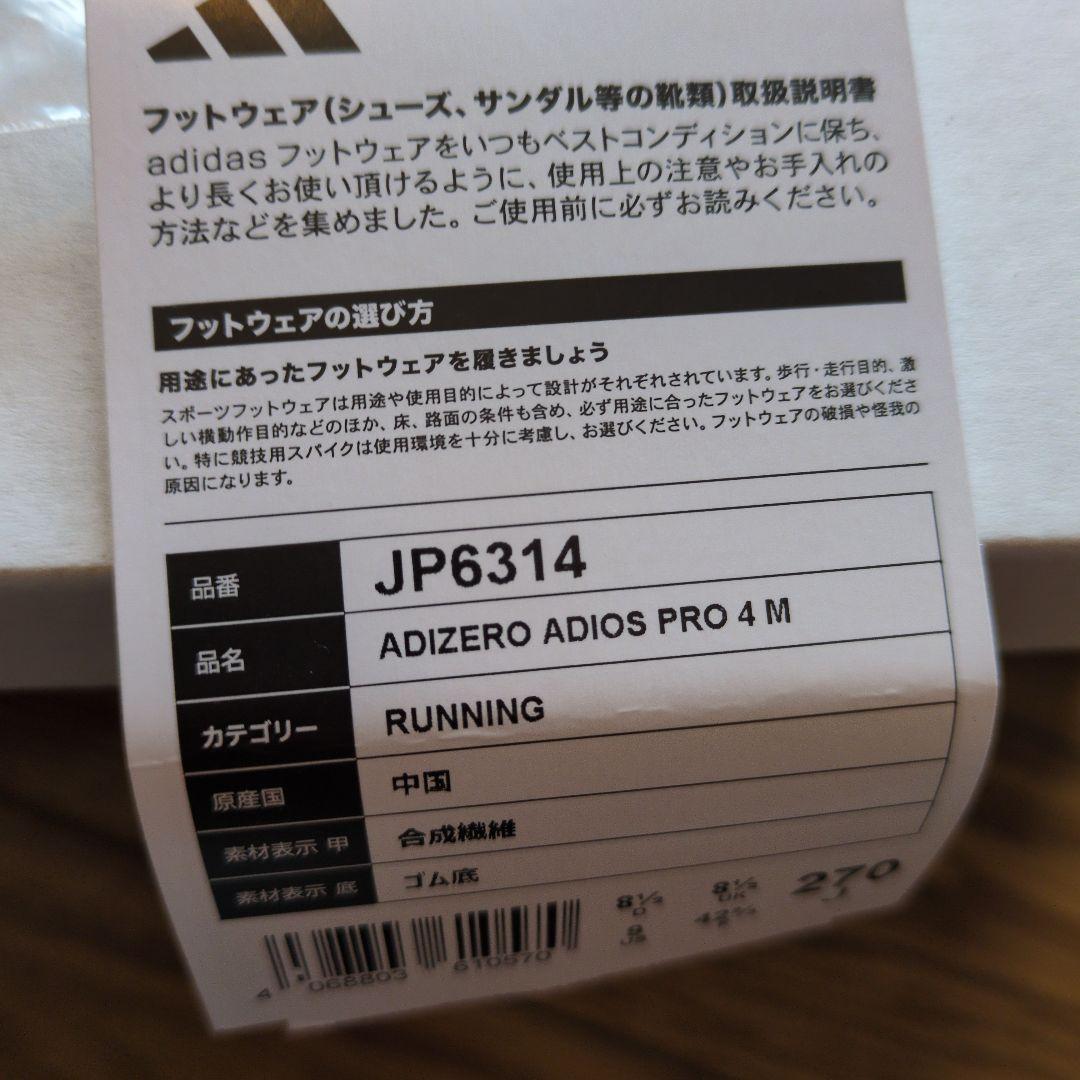 フットウェア(シューズ、サンダル等の靴類)取扱説明書
adidas フットウェアをいつもベストコンディションに保ち、
より長くお使い頂けるように、使用上の注意やお手入れの
方法などを集めました。ご使用前に必ずお読みください。
フットウェアの選び方
用途にあったフットウェアを履きましょう
スポーツフットウェアは用途や使用目的によって設計がそれぞれされています。歩行・走行目的、激
しい横動作目的などのほか、床、路面の条件も含め、必ず用途に合ったフットウェアをお選びくださ
い。特に競技用スパイクは使用環境を十分に考慮し、お選びください。フットウェアの破損や怪我の
原因になります。
品番 JP6314
品名 ADIZERO ADIOS PRO 4 M
カテゴリー RUNNING
原産国 中国
素材表示 甲 合成繊維
素材表示 底 ゴム底
8½ 8½ 270
D UK J
9 42⅔
US F
4 068803 610970